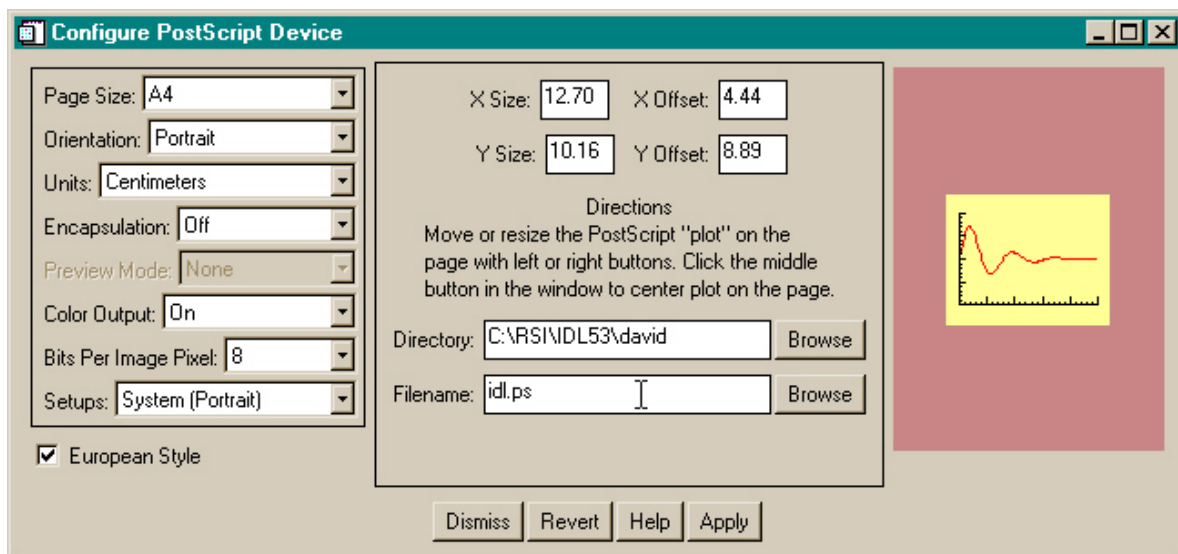 Configure PostScript Device
Page Size: A4
Orientation: Portrait
Units: Centimeters
Encapsulation: Off
Preview Mode: None
Color Output: On
Bits Per Image Pixel: 8
Setups: System (Portrait)
European Style
X Size: 12.70 X Offset: 4.44
Y Size: 10.16 Y Offset: 8.89
Directions
Move or resize the PostScript "plot" on the
page with left or right buttons. Click the middle
button in the window to center plot on the page.
Directory: C:\RSI\IDL53\david Browse
Filename: idl.ps Browse
Dismiss Revert Help Apply